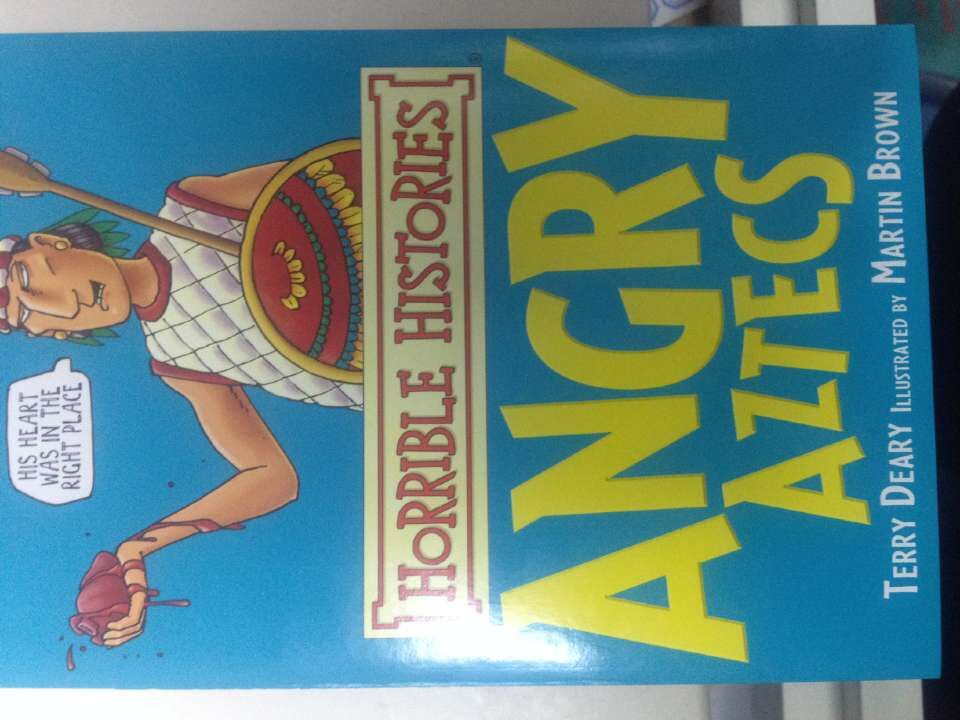 HIS HEART
WAS IN THE
RIGHT PLACE
HORRIBLE HISTORIES®
ANGRY
AZTECS
TERRY DEARY ILLUSTRATED BY MARTIN BROWN